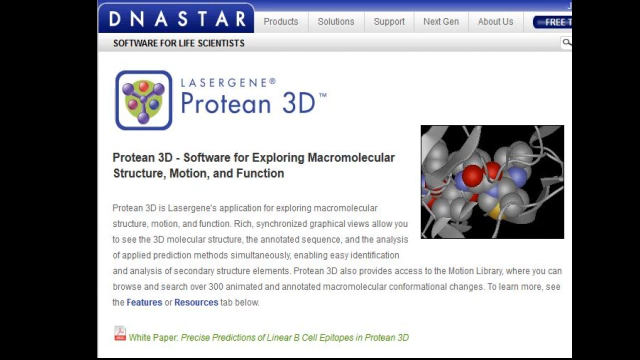 DNASTAR
Products Solutions Support Next Gen About Us FREE T
SOFTWARE FOR LIFE SCIENTISTS
LASERGENE®
Protean 3D™
Protean 3D - Software for Exploring Macromolecular
Structure, Motion, and Function
Protean 3D is Lasergene's application for exploring macromolecular
structure, motion, and function. Rich, synchronized graphical views allow you
to see the 3D molecular structure, the annotated sequence, and the analysis
of applied prediction methods simultaneously, enabling easy identification
and analysis of secondary structure elements. Protean 3D also provides access to the Motion Library, where you can
browse and search over 300 animated and annotated macromolecular conformational changes. To learn more, see
the Features or Resources tab below.
White Paper: Precise Predictions of Linear B Cell Epitopes in Protean 3D